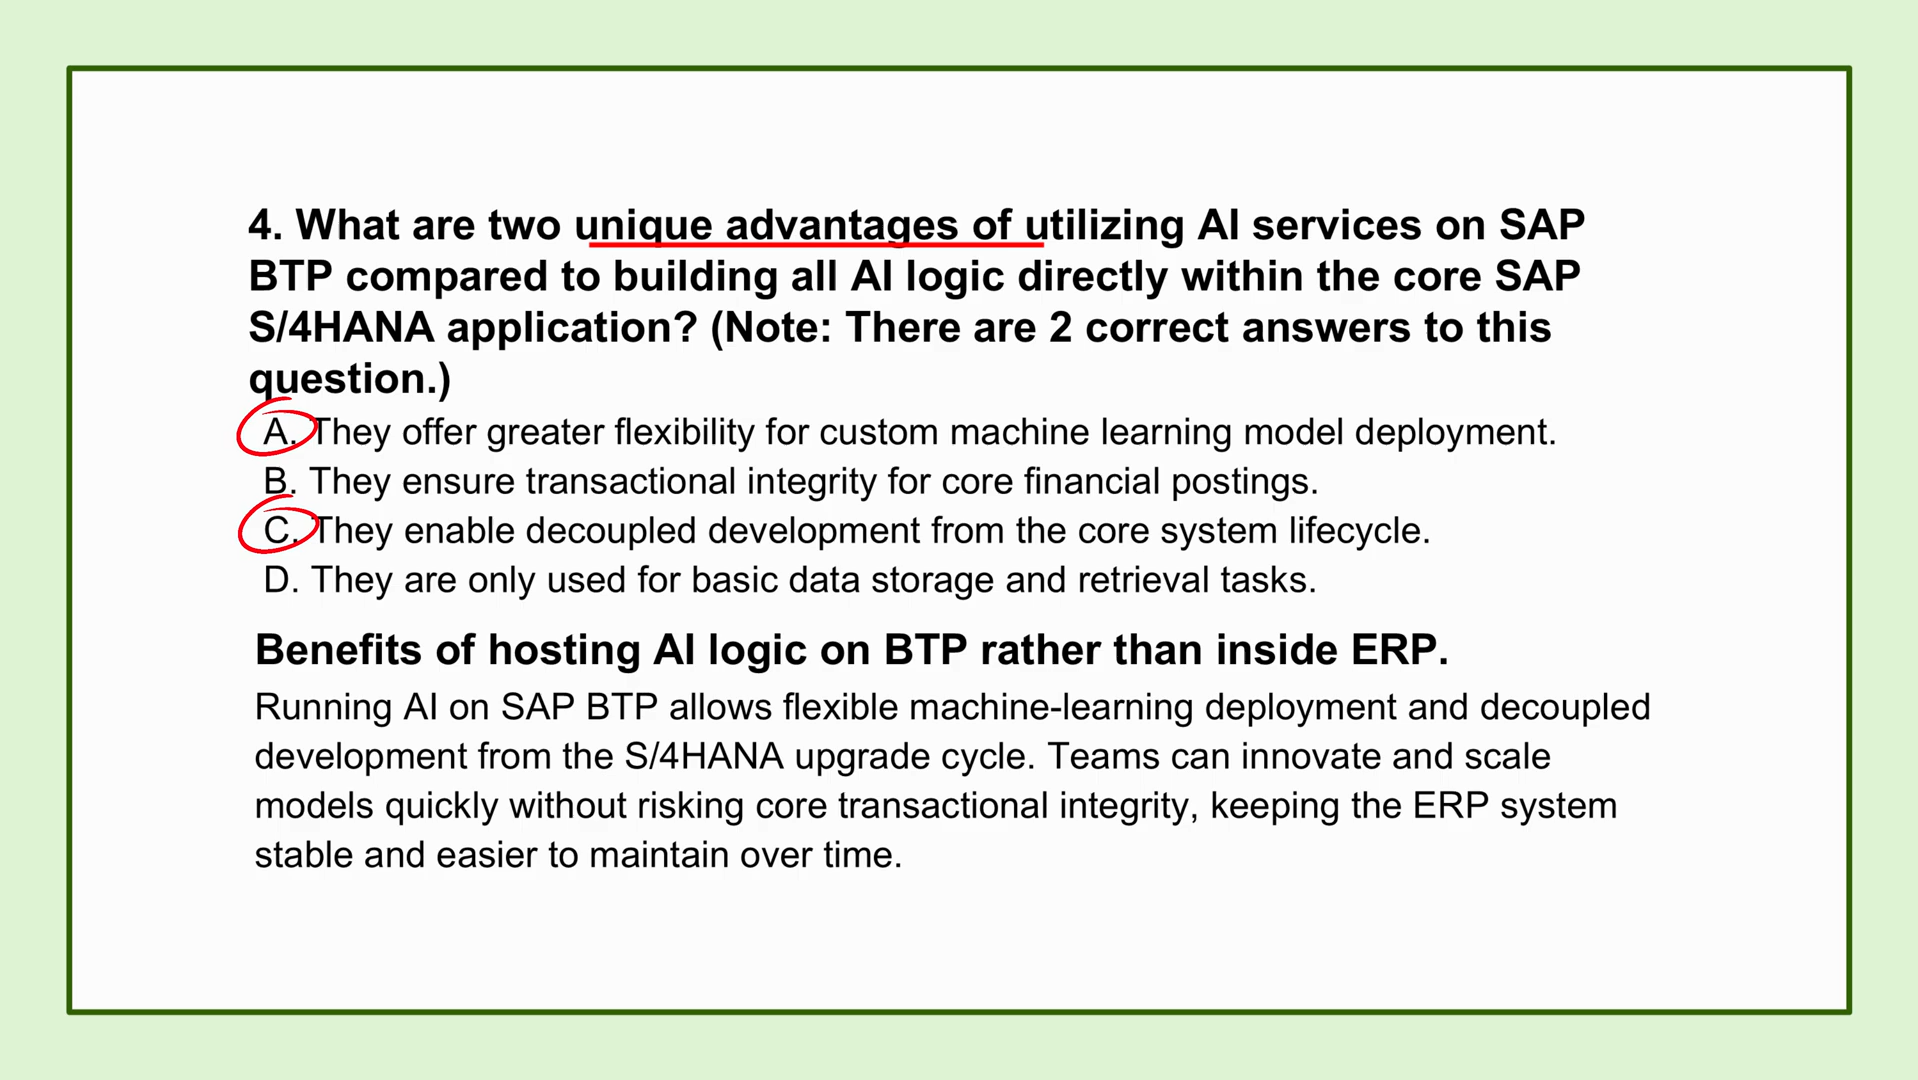 4. What are two unique advantages of utilizing AI services on SAP
BTP compared to building all AI logic directly within the core SAP
S/4HANA application? (Note: There are 2 correct answers to this
question.)
A. They offer greater flexibility for custom machine learning model deployment.
B. They ensure transactional integrity for core financial postings.
C. They enable decoupled development from the core system lifecycle.
D. They are only used for basic data storage and retrieval tasks.
Benefits of hosting AI logic on BTP rather than inside ERP.
Running AI on SAP BTP allows flexible machine-learning deployment and decoupled
development from the S/4HANA upgrade cycle. Teams can innovate and scale
models quickly without risking core transactional integrity, keeping the ERP system
stable and easier to maintain over time.